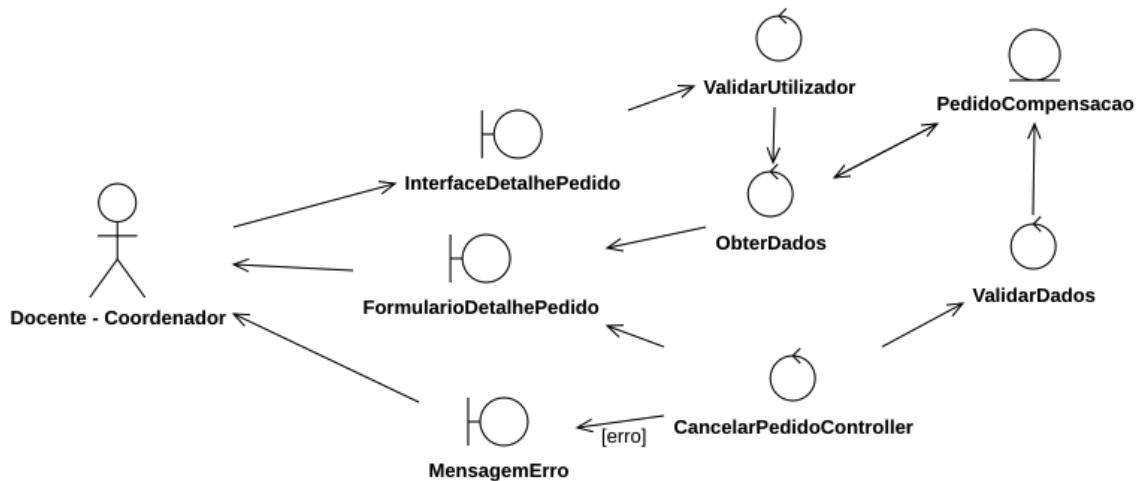 ValidarUtilizador
PedidoCompensacao
InterfaceDetalhePedido
ObterDados
FormularioDetalhePedido
ValidarDados
Docente - Coordenador
CancelarPedidoController
[erro]
MensagemErro